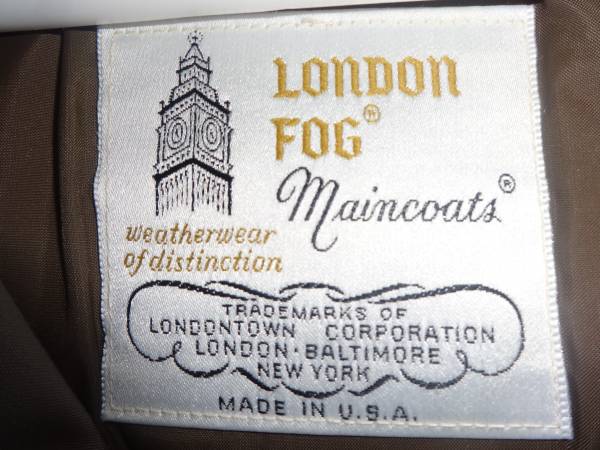 LONDON
FOG®
Maincoats®
weatherwear
of distinction
TRADEMARKS OF
LONDONTOWN CORPORATION
LONDON·BALTIMORE
NEW YORK
MADE IN U.S.A.